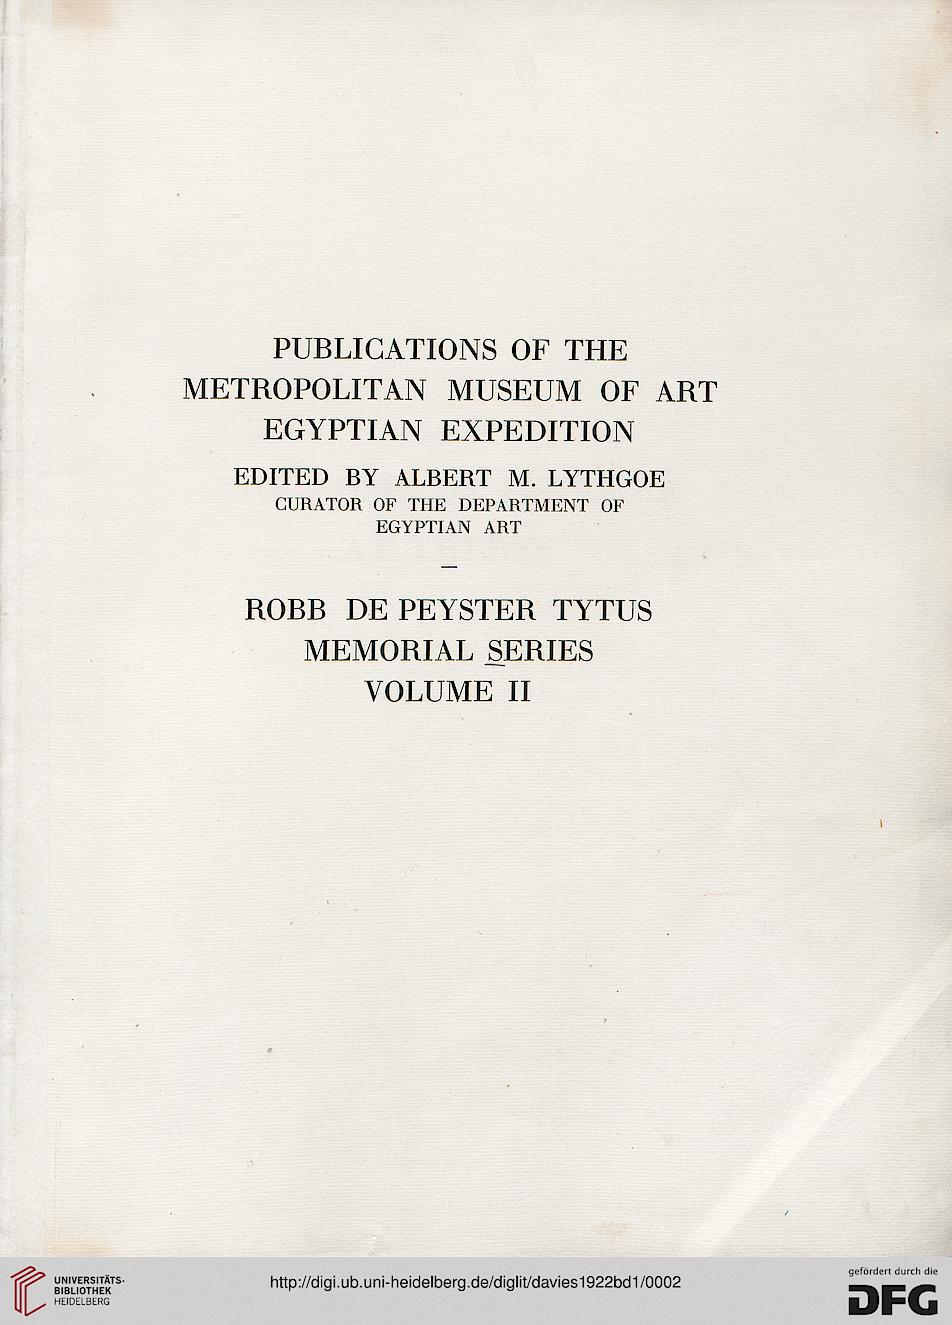 PUBLICATIONS OF THE
METROPOLITAN MUSEUM OF ART
EGYPTIAN EXPEDITION
EDITED BY ALBERT M. LYTHGOE
CURATOR OF THE DEPARTMENT OF
EGYPTIAN ART
—
ROBB DE PEYSTER TYTUS
MEMORIAL SERIES
VOLUME II
UNIVERSITÄTS-
BIBLIOTHEK
HEIDELBERG
http://digi.ub.uni-heidelberg.de/diglit/davies1922bd1/0002
gefördert durch die
DFG